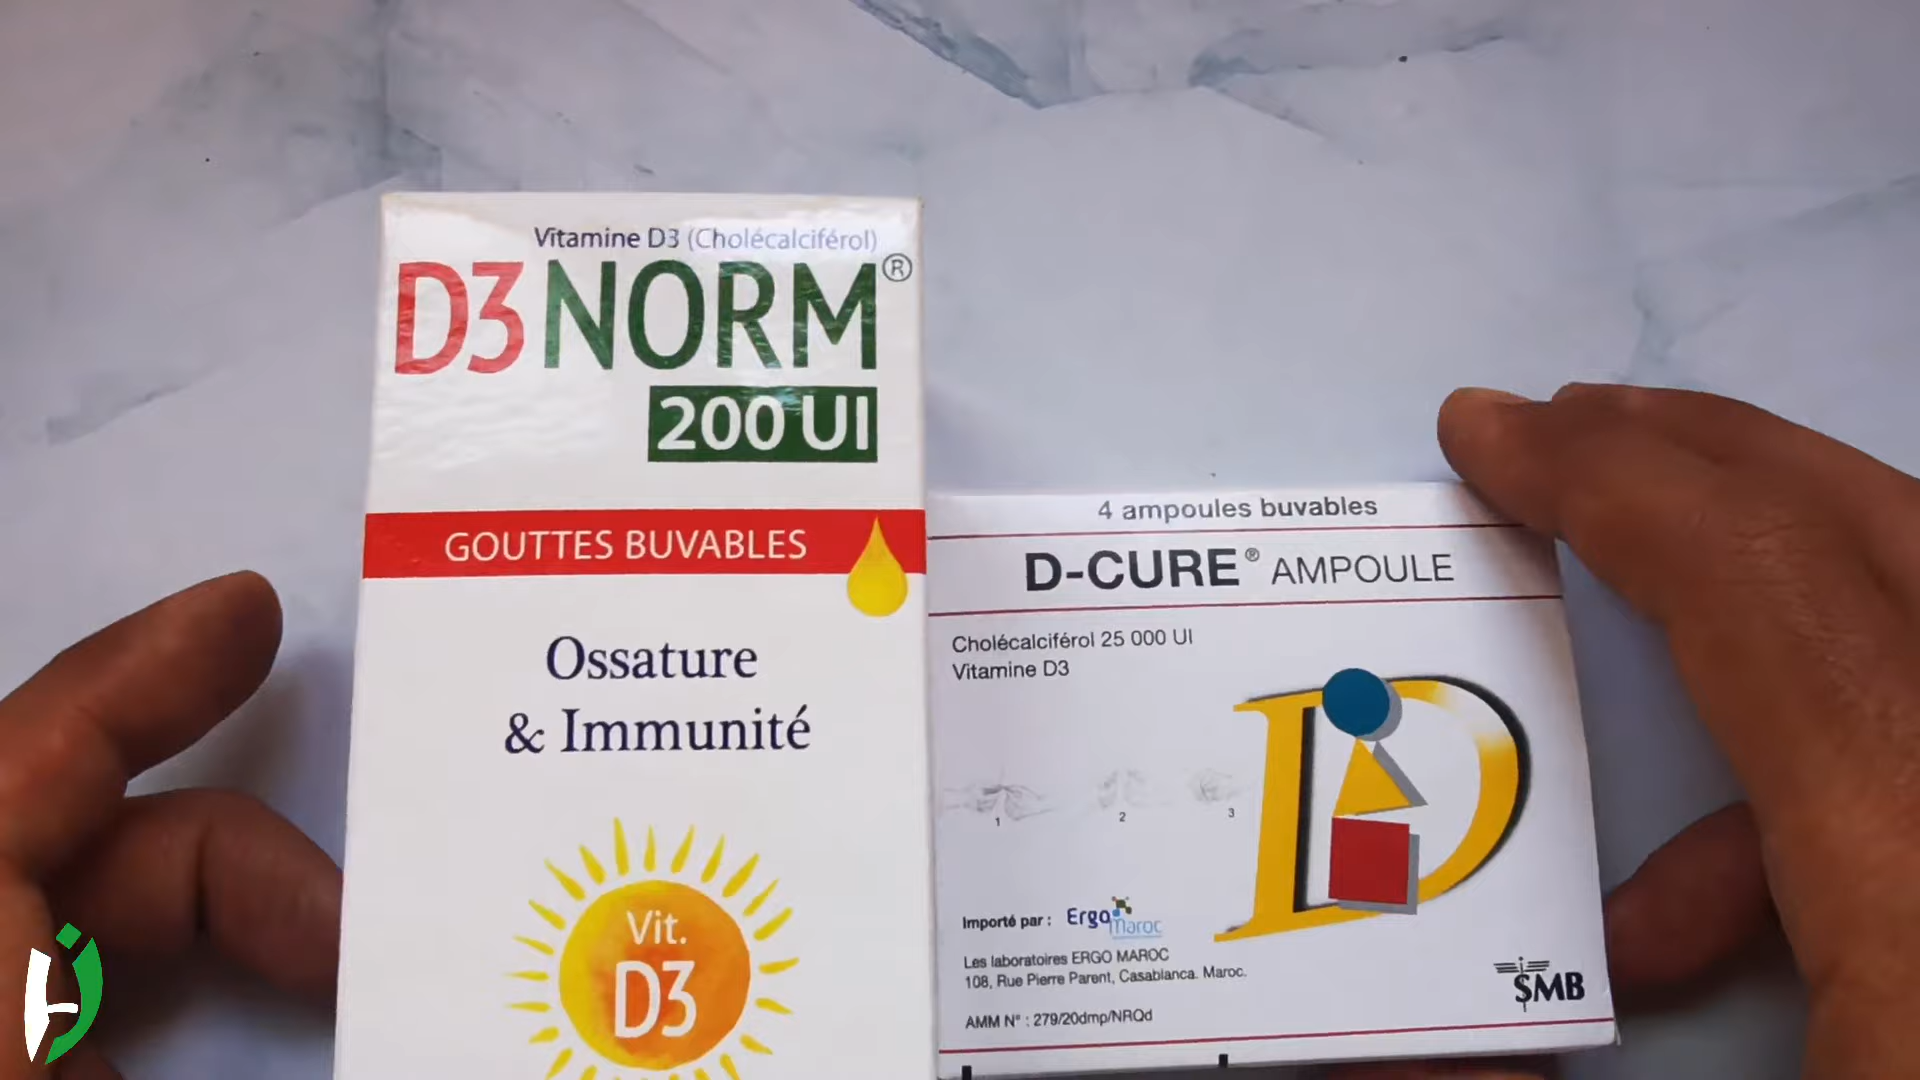 Vitamine D3 (Cholécalciférol)
D3NORM®
200 UI
GOUTTES BUVABLES
Ossature
& Immunité
Vit.
D3
4 ampoules buvables
D-CURE® AMPOULE
Cholécalciférol 25 000 UI
Vitamine D3
1 2 3
Importé par : Ergo maroc
Les laboratoires ERGO MAROC
108, Rue Pierre Parent, Casablanca. Maroc.
AMM N° : 279/20dmp/NRQd
SMB